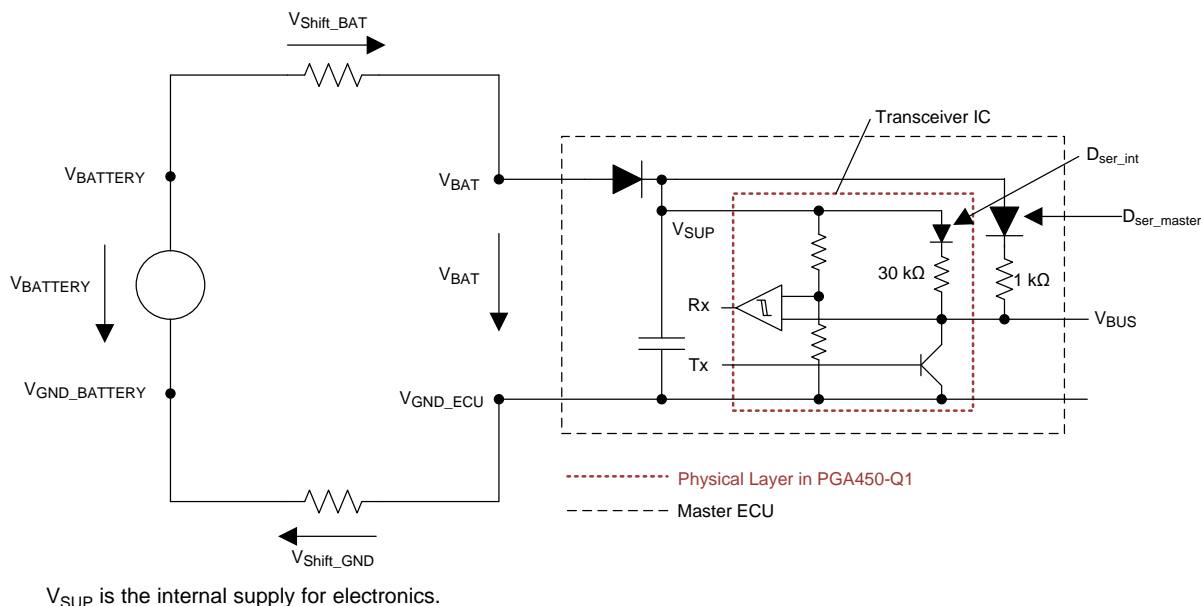 VShift_BAT
Transceiver IC
Dser_int
VBATTERY
VBAT
VSUP
Dser_master
VBATTERY
VBAT
30 kΩ
1 kΩ
Rx
VBUS
Tx
VGND_BATTERY
VGND_ECU
Physical Layer in PGA450-Q1
Master ECU
VShift_GND
VSUP is the internal supply for electronics.